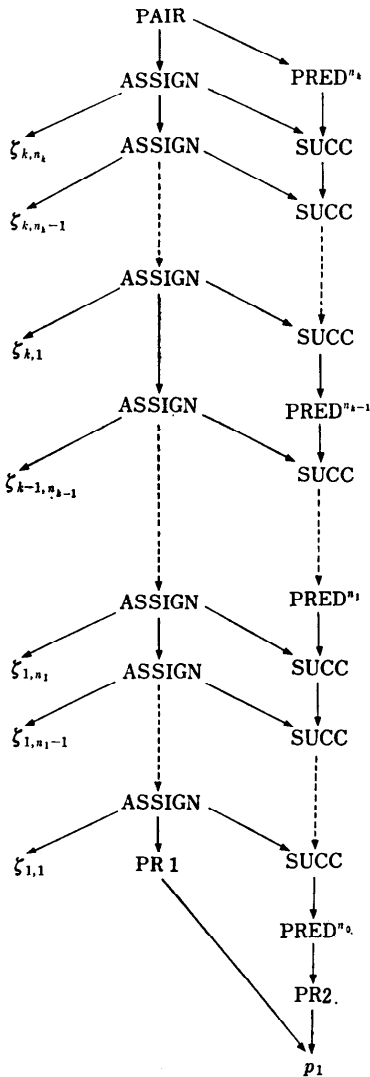 PAIR
ASSIGN PRED^{n_k}
ζ_{k,n_k} ASSIGN SUCC
ζ_{k,n_k−1} SUCC
ASSIGN
ζ_{k,1} SUCC
ASSIGN PRED^{n_{k−1}}
ζ_{k−1,n_{k−1}} SUCC
ASSIGN PRED^{n_1}
ζ_{1,n_1} ASSIGN SUCC
ζ_{1,n_1−1} SUCC
ASSIGN
ζ_{1,1} PR1 SUCC
PRED^{n_0}.
PR2.
p_1